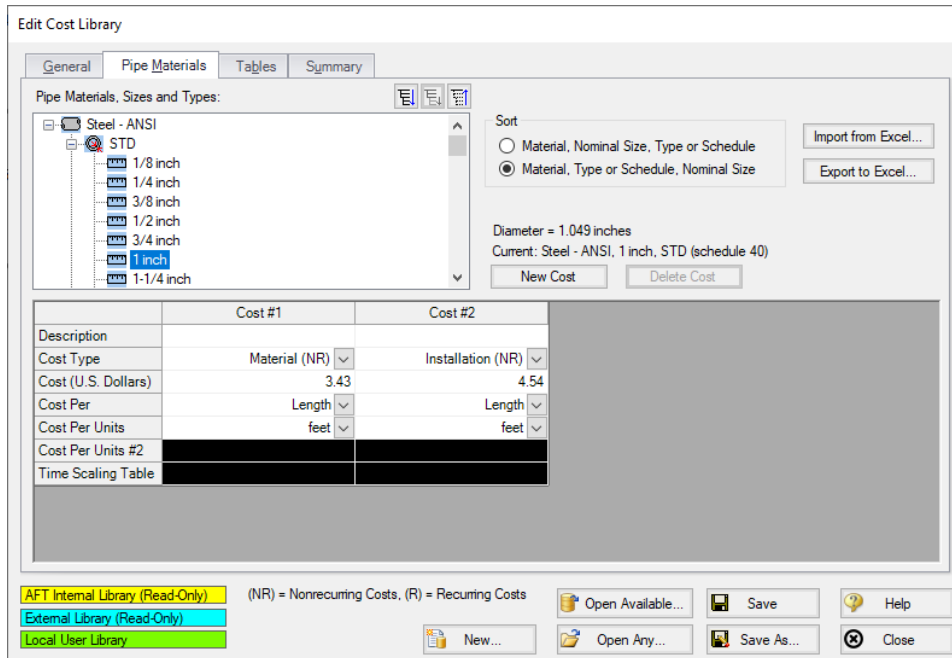 Edit Cost Library
General Pipe Materials Tables Summary
Pipe Materials, Sizes and Types:
Steel - ANSI
STD
1/8 inch
1/4 inch
3/8 inch
1/2 inch
3/4 inch
1 inch
1-1/4 inch
Sort
Material, Nominal Size, Type or Schedule
Material, Type or Schedule, Nominal Size
Import from Excel...
Export to Excel...
Diameter = 1.049 inches
Current: Steel - ANSI, 1 inch, STD (schedule 40)
New Cost Delete Cost
Cost #1 Cost #2
Description
Cost Type Material (NR) Installation (NR)
Cost (U.S. Dollars) 3.43 4.54
Cost Per Length Length
Cost Per Units feet feet
Cost Per Units #2
Time Scaling Table
AFT Internal Library (Read-Only)
External Library (Read-Only)
Local User Library
(NR) = Nonrecurring Costs, (R) = Recurring Costs
Open Available... Save Help
New... Open Any... Save As... Close